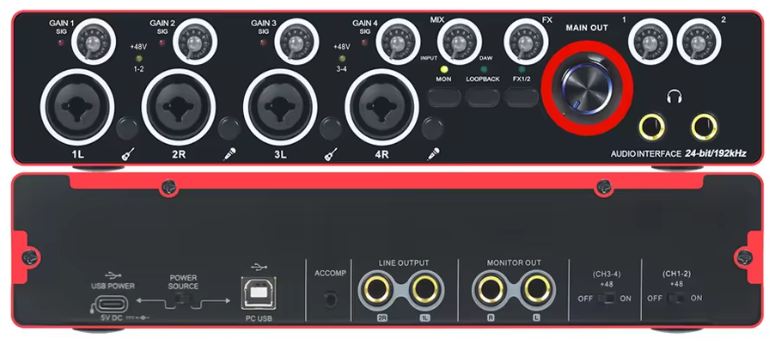 GAIN 1
SIG
+48V
1-2
GAIN 2
SIG
GAIN 3
SIG
+48V
3-4
GAIN 4
SIG
MIX
FX
INPUT
DAW
MON
LOOPBACK
FX1/2
MAIN OUT
1
2
1L
2R
3L
4R
AUDIO INTERFACE 24-bit/192kHz
USB POWER
5V DC
POWER
SOURCE
PC USB
ACCOMP
LINE OUTPUT
2R
1L
MONITOR OUT
R
L
(CH3-4)
+48
OFF
ON
(CH1-2)
+48
OFF
ON